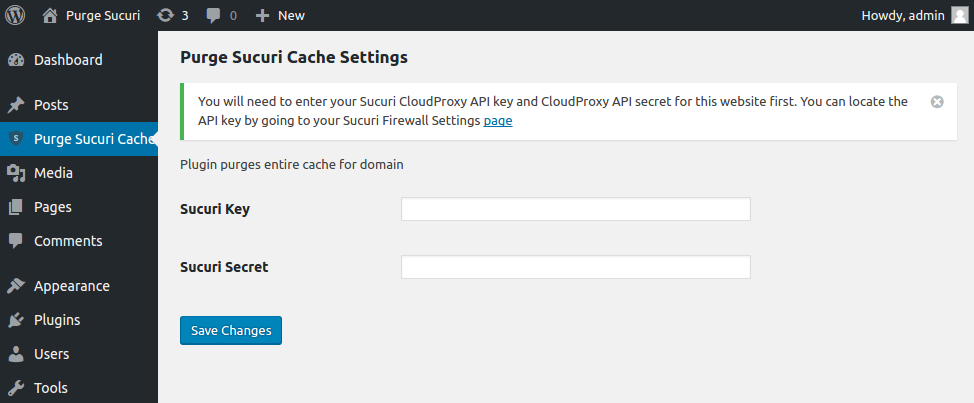 Purge Sucuri 3 0 New Howdy, admin
Dashboard
Posts
Purge Sucuri Cache
Media
Pages
Comments
Appearance
Plugins
Users
Tools
Purge Sucuri Cache Settings
You will need to enter your Sucuri CloudProxy API key and CloudProxy API secret for this website first. You can locate the
API key by going to your Sucuri Firewall Settings page
Plugin purges entire cache for domain
Sucuri Key
Sucuri Secret
Save Changes